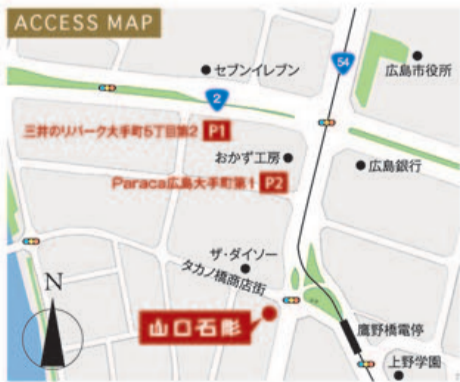 ACCESS MAP
セブンイレブン
54
広島市役所
2
三井のリパーク大手町5丁目第2 P1
おかず工房
広島銀行
Paraca広島大手町第1 P2
ザ・ダイソー
タカノ橋商店街
N
山口石彫
鷹野橋電停
上野学園